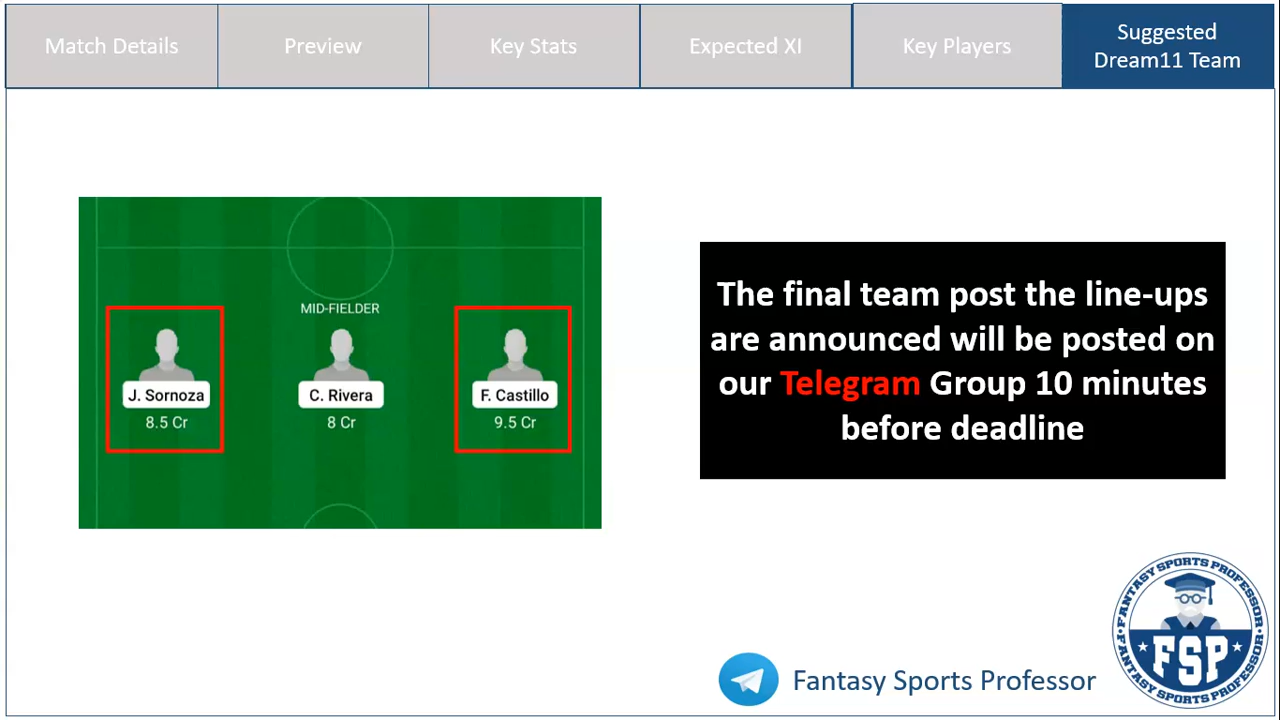 Match Details
Preview
Key Stats
Expected XI
Key Players
Suggested
Dream11 Team
MID-FIELDER
J. Sornoza
C. Rivera
F. Castillo
8.5 Cr
8 Cr
9.5 Cr
The final team post the line-ups
are announced will be posted on
our Telegram Group 10 minutes
before deadline
Fantasy Sports Professor
FANTASY SPORTS PROFESSOR
FSP
FANTASY SPORTS PROFESSOR